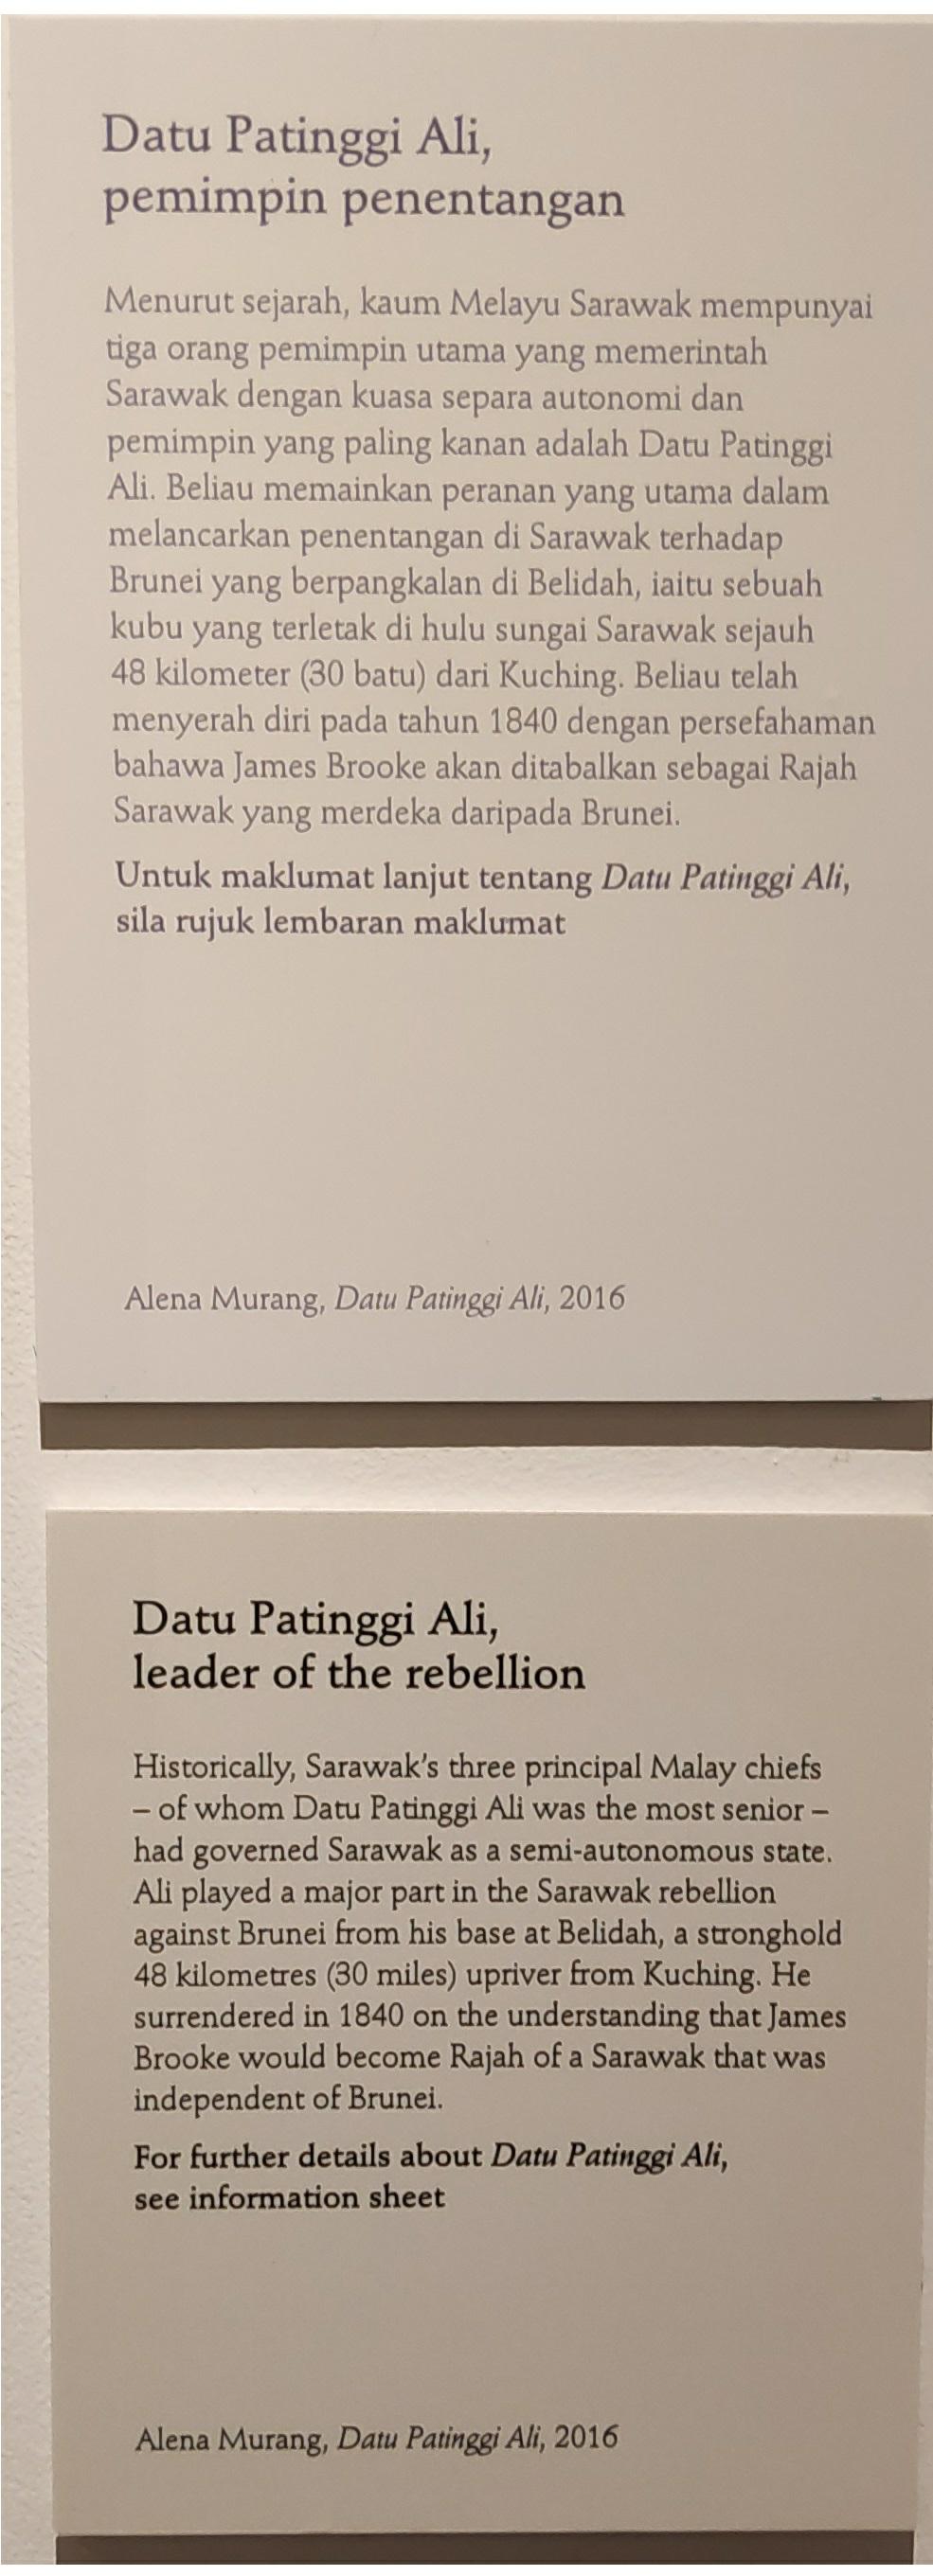 Datu Patinggi Ali,
pemimpin penentangan
Menurut sejarah, kaum Melayu Sarawak mempunyai
tiga orang pemimpin utama yang memerintah
Sarawak dengan kuasa separa autonomi dan
pemimpin yang paling kanan adalah Datu Patinggi
Ali. Beliau memainkan peranan yang utama dalam
melancarkan penentangan di Sarawak terhadap
Brunei yang berpangkalan di Belidah, iaitu sebuah
kubu yang terletak di hulu sungai Sarawak sejauh
48 kilometer (30 batu) dari Kuching. Beliau telah
menyerah diri pada tahun 1840 dengan persefahaman
bahawa James Brooke akan ditabalkan sebagai Rajah
Sarawak yang merdeka daripada Brunei.
Untuk maklumat lanjut tentang Datu Patinggi Ali,
sila rujuk lembaran maklumat
Alena Murang, Datu Patinggi Ali, 2016
Datu Patinggi Ali,
leader of the rebellion
Historically, Sarawak's three principal Malay chiefs
– of whom Datu Patinggi Ali was the most senior –
had governed Sarawak as a semi-autonomous state.
Ali played a major part in the Sarawak rebellion
against Brunei from his base at Belidah, a stronghold
48 kilometres (30 miles) upriver from Kuching. He
surrendered in 1840 on the understanding that James
Brooke would become Rajah of a Sarawak that was
independent of Brunei.
For further details about Datu Patinggi Ali,
see information sheet
Alena Murang, Datu Patinggi Ali, 2016